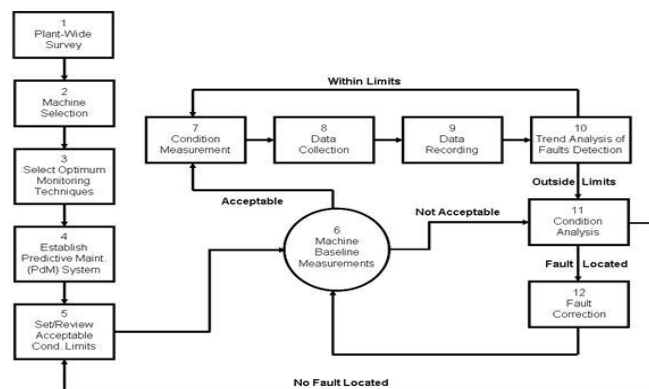 1
Plant-Wide
Survey
2
Machine
Selection
3
Select Optimum
Monitoring
Techniques
4
Establish
Predictive Maint.
(PdM) System
5
Set/Review
Acceptable
Cond. Limits
Within Limits
7
Condition
Measurement
8
Data
Collection
9
Data
Recording
10
Trend Analysis of
Faults Detection
Outside Limits
Acceptable
Not Acceptable
6
Machine
Baseline
Measurements
11
Condition
Analysis
Fault Located
12
Fault
Correction
No Fault Located